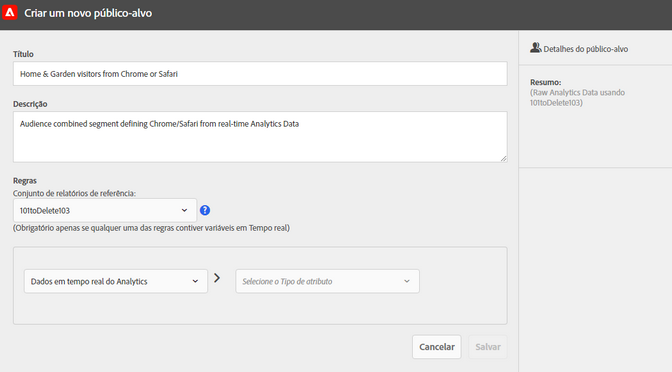 Criar um novo público-alvo
Título
Home & Garden visitors from Chrome or Safari
Descrição
Audience combined segment defining Chrome/Safari from real-time Analytics Data
Regras
Conjunto de relatórios de referência:
101toDelete103
?
(Obrigatório apenas se qualquer uma das regras contiver variáveis em Tempo real)
Dados em tempo real do Analytics
Selecione o Tipo de atributo
Cancelar
Salvar
Detalhes do público-alvo
Resumo:
(Raw Analytics Data usando
101toDelete103)